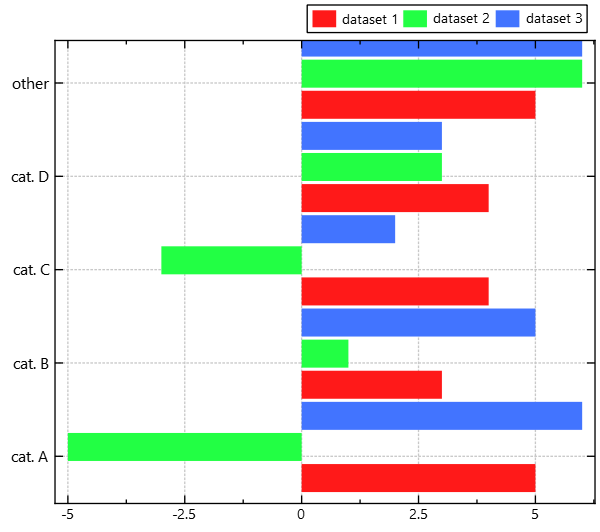 dataset 1 dataset 2 dataset 3
other
cat. D
cat. C
cat. B
cat. A
-5 -2.5 0 2.5 5